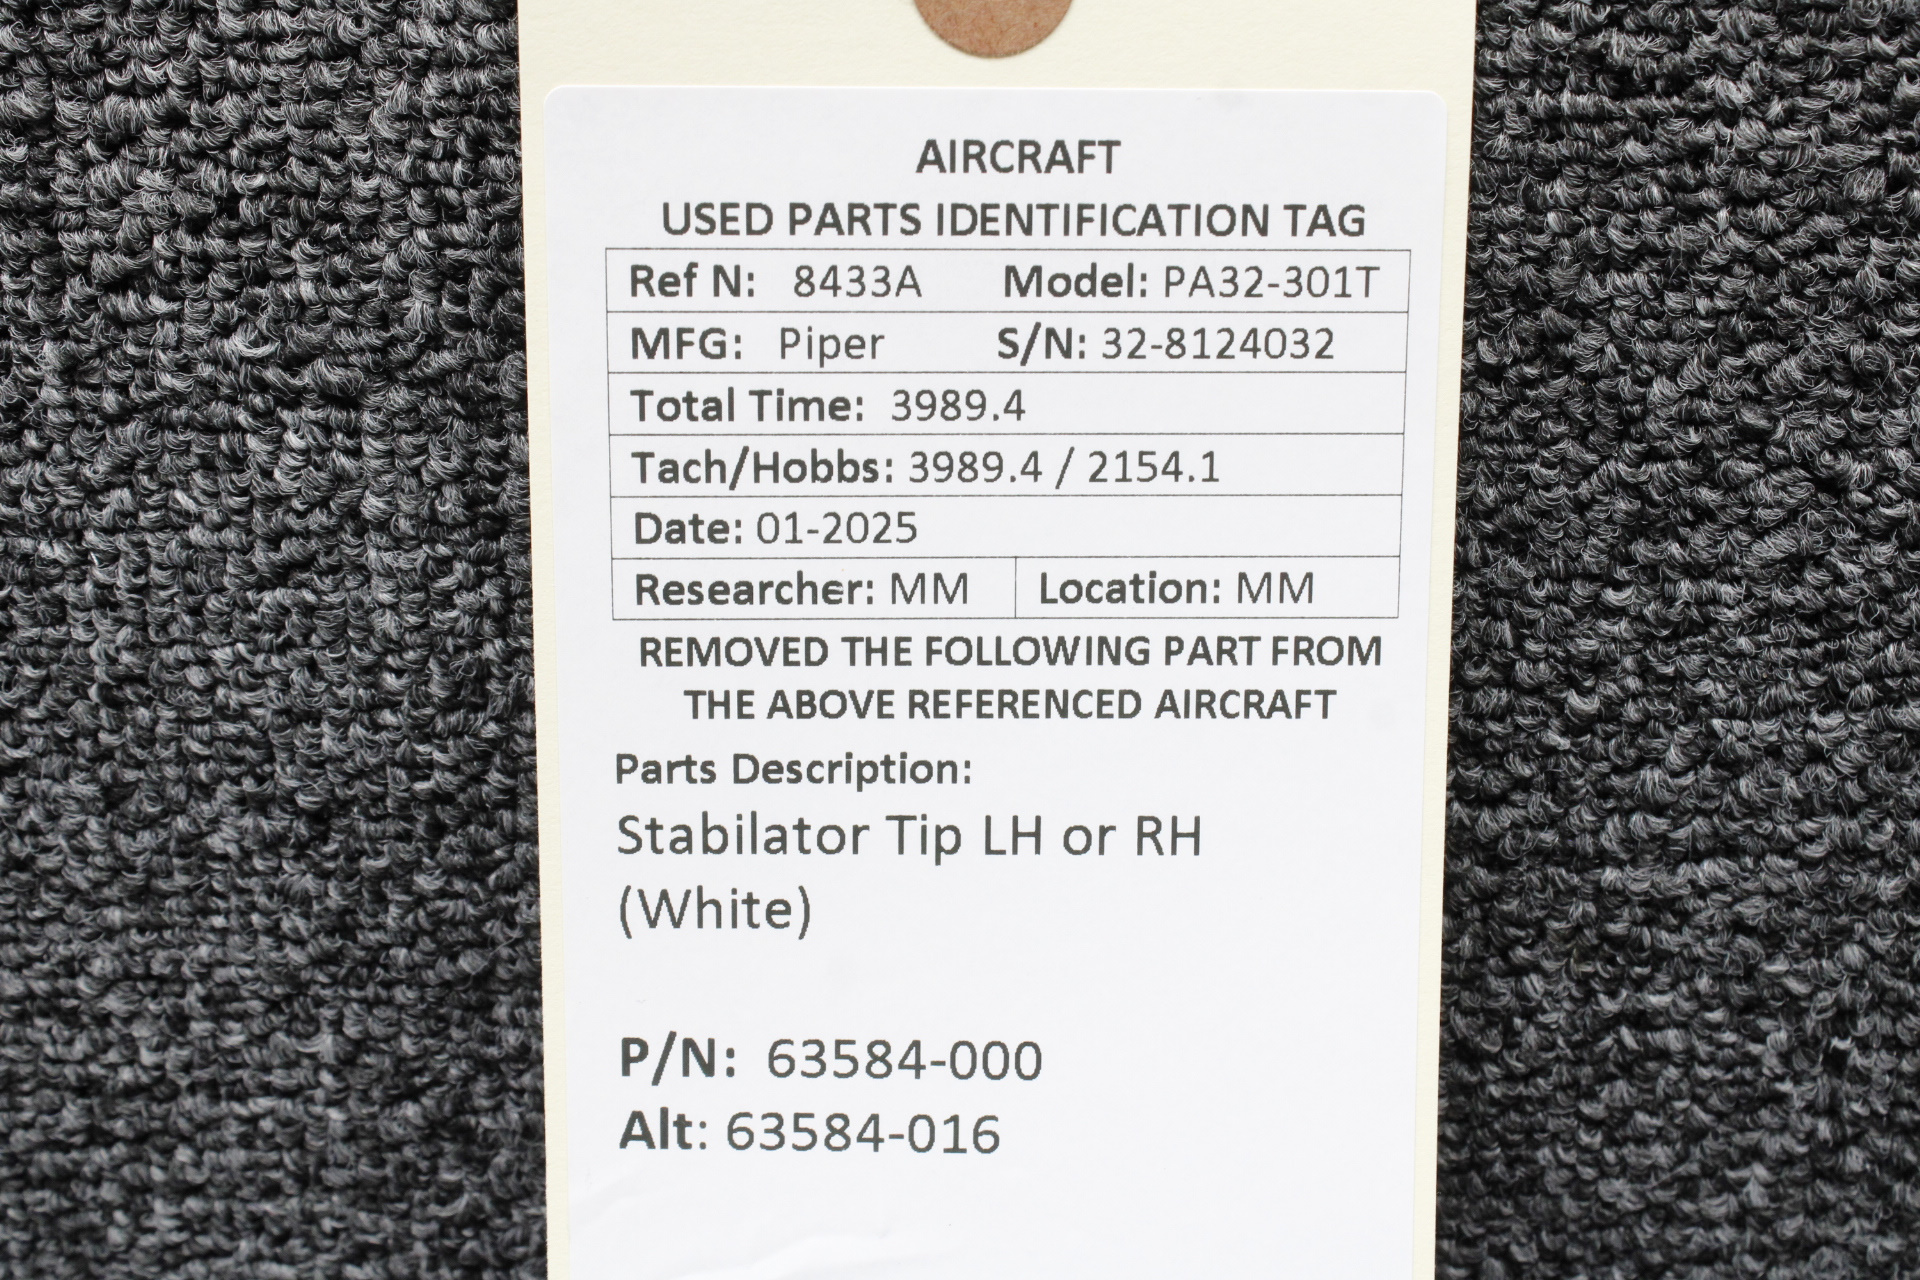 AIRCRAFT
USED PARTS IDENTIFICATION TAG
Ref N: 8433A Model: PA32-301T
MFG: Piper S/N: 32-8124032
Total Time: 3989.4
Tach/Hobbs: 3989.4 / 2154.1
Date: 01-2025
Researcher: MM Location: MM
REMOVED THE FOLLOWING PART FROM
THE ABOVE REFERENCED AIRCRAFT
Parts Description:
Stabilator Tip LH or RH
(White)
P/N: 63584-000
Alt: 63584-016